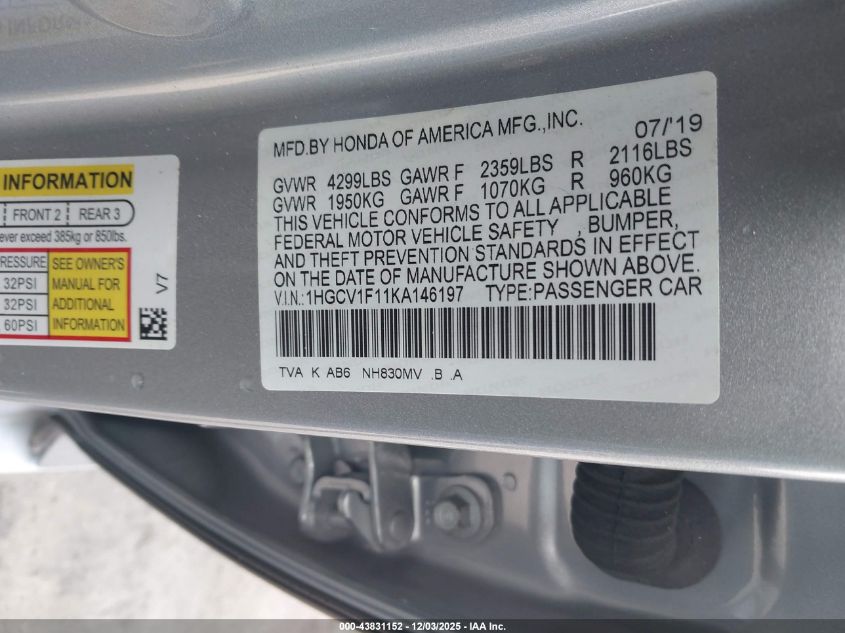 MFD.BY HONDA OF AMERICA MFG.,INC. 07/'19
GVWR 4299LBS GAWR F 2359LBS R 2116LBS
GVWR 1950KG GAWR F 1070KG R 960KG
THIS VEHICLE CONFORMS TO ALL APPLICABLE
FEDERAL MOTOR VEHICLE SAFETY , BUMPER,
AND THEFT PREVENTION STANDARDS IN EFFECT
ON THE DATE OF MANUFACTURE SHOWN ABOVE.
V.I.N.:1HGCV1F11KA146197 TYPE:PASSENGER CAR
TVA K AB6 NH830MV .B .A
INFORMATION
FRONT 2 REAR 3
ever exceed 385kg or 850lbs.
RESSURE
32PSI
32PSI
60PSI
SEE OWNER'S
MANUAL FOR
ADDITIONAL
INFORMATION
V7
000-43831152 - 12/03/2025 - IAA Inc.